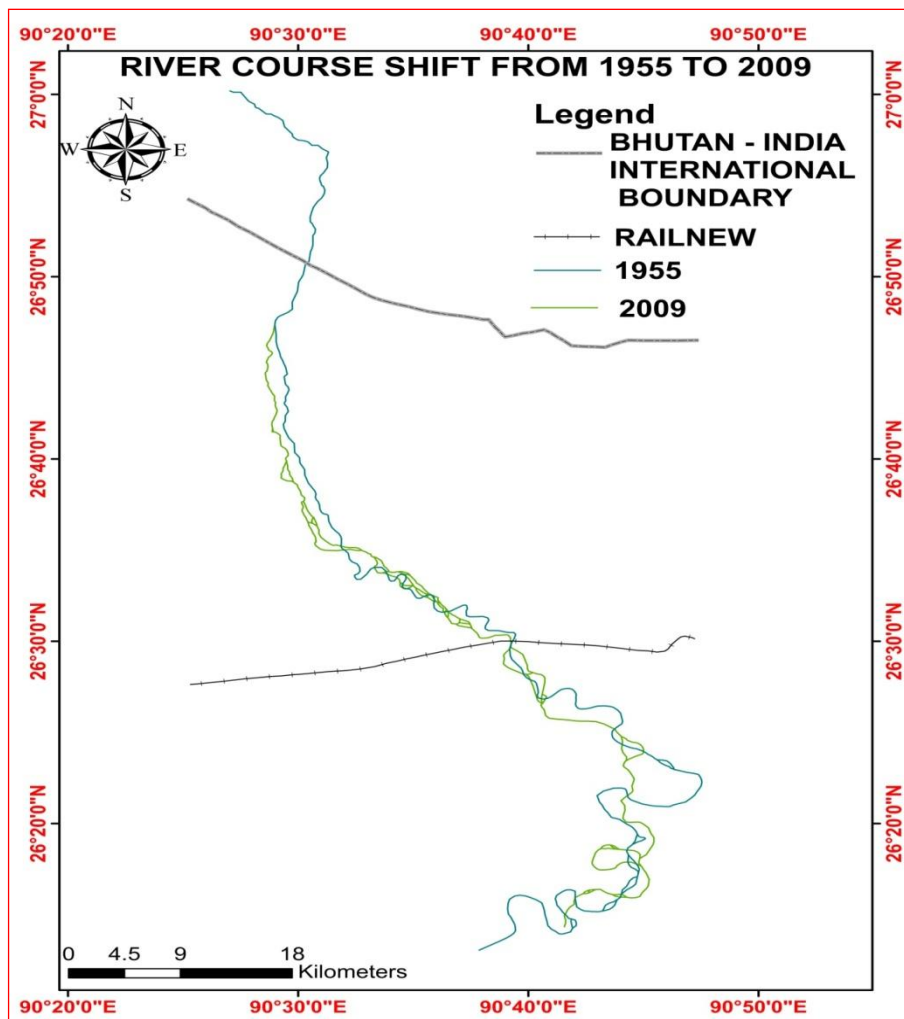 90°20'0"E 90°30'0"E 90°40'0"E 90°50'0"E
RIVER COURSE SHIFT FROM 1955 TO 2009
27°0'0"N
27°0'0"N
N
W
E
S
Legend
BHUTAN - INDIA
INTERNATIONAL
BOUNDARY
RAILNEW
1955
2009
26°50'0"N
26°50'0"N
26°40'0"N
26°40'0"N
26°30'0"N
26°30'0"N
26°20'0"N
26°20'0"N
0 4.5 9 18
Kilometers
90°20'0"E 90°30'0"E 90°40'0"E 90°50'0"E